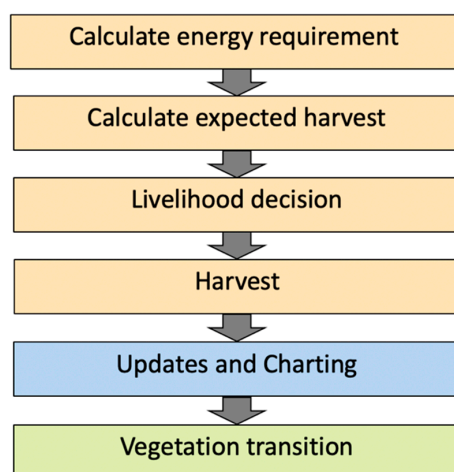 Calculate energy requirement
Calculate expected harvest
Livelihood decision
Harvest
Updates and Charting
Vegetation transition